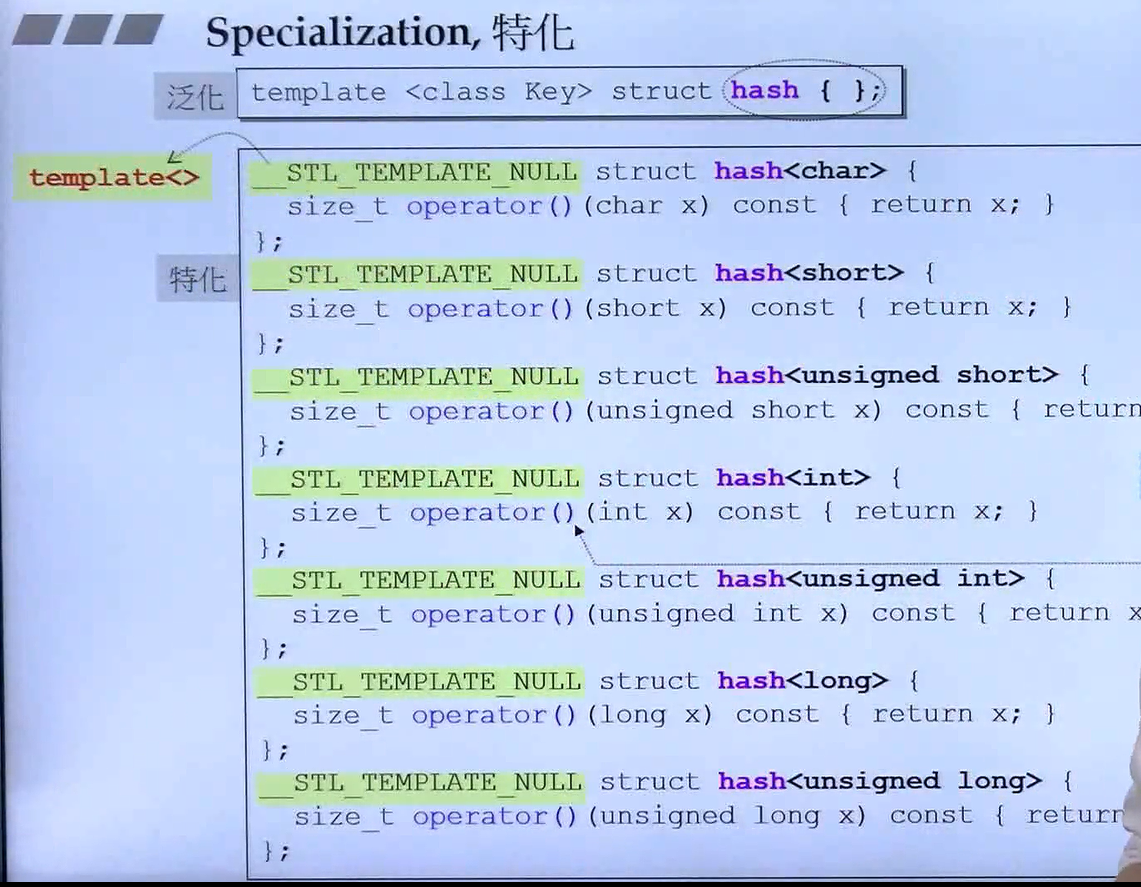 Specialization, 特化
泛化 template <class Key> struct hash { };
template<>
__STL_TEMPLATE_NULL struct hash<char> {
size_t operator()(char x) const { return x; }
};
特化
__STL_TEMPLATE_NULL struct hash<short> {
size_t operator()(short x) const { return x; }
};
__STL_TEMPLATE_NULL struct hash<unsigned short> {
size_t operator()(unsigned short x) const { return
};
__STL_TEMPLATE_NULL struct hash<int> {
size_t operator()(int x) const { return x; }
};
__STL_TEMPLATE_NULL struct hash<unsigned int> {
size_t operator()(unsigned int x) const { return x
};
__STL_TEMPLATE_NULL struct hash<long> {
size_t operator()(long x) const { return x; }
};
__STL_TEMPLATE_NULL struct hash<unsigned long> {
size_t operator()(unsigned long x) const { return
};